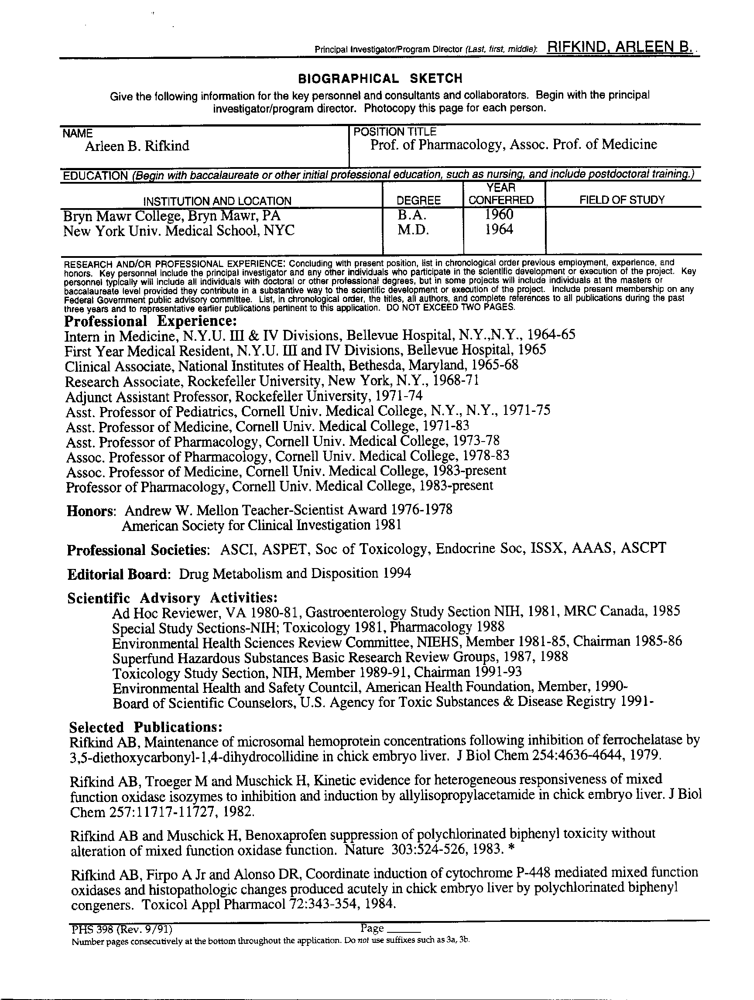 Principal Investigator/Program Director (Last, first, middle): RIFKIND, ARLEEN B.
BIOGRAPHICAL SKETCH
Give the following information for the key personnel and consultants and collaborators. Begin with the principal
investigator/program director. Photocopy this page for each person.
NAME
Arleen B. Rifkind
POSITION TITLE
Prof. of Pharmacology, Assoc. Prof. of Medicine
EDUCATION (Begin with baccalaureate or other initial professional education, such as nursing, and include postdoctoral training.)
INSTITUTION AND LOCATION DEGREE YEAR CONFERRED FIELD OF STUDY
Bryn Mawr College, Bryn Mawr, PA B.A. 1960
New York Univ. Medical School, NYC M.D. 1964
RESEARCH AND/OR PROFESSIONAL EXPERIENCE: Concluding with present position, list in chronological order previous employment, experience, and
honors. Key personnel include the principal investigator and any other individuals who participate in the scientific development or execution of the project. Key
personnel typically will include all individuals with doctoral or other professional degrees, but in some projects will include individuals at the masters or
baccalaureate level provided they contribute in a substantive way to the scientific development or execution of the project. Include present membership on any
Federal Government public advisory committee. List, in chronological order, the titles, all authors, and complete references to all publications during the past
three years and to representative earlier publications pertinent to this application. DO NOT EXCEED TWO PAGES.
Professional Experience:
Intern in Medicine, N.Y.U. III & IV Divisions, Bellevue Hospital, N.Y.,N.Y., 1964-65
First Year Medical Resident, N.Y.U. III and IV Divisions, Bellevue Hospital, 1965
Clinical Associate, National Institutes of Health, Bethesda, Maryland, 1965-68
Research Associate, Rockefeller University, New York, N.Y., 1968-71
Adjunct Assistant Professor, Rockefeller University, 1971-74
Asst. Professor of Pediatrics, Cornell Univ. Medical College, N.Y., N.Y., 1971-75
Asst. Professor of Medicine, Cornell Univ. Medical College, 1971-83
Asst. Professor of Pharmacology, Cornell Univ. Medical College, 1973-78
Assoc. Professor of Pharmacology, Cornell Univ. Medical College, 1978-83
Assoc. Professor of Medicine, Cornell Univ. Medical College, 1983-present
Professor of Pharmacology, Cornell Univ. Medical College, 1983-present
Honors: Andrew W. Mellon Teacher-Scientist Award 1976-1978
American Society for Clinical Investigation 1981
Professional Societies: ASCI, ASPET, Soc of Toxicology, Endocrine Soc, ISSX, AAAS, ASCPT
Editorial Board: Drug Metabolism and Disposition 1994
Scientific Advisory Activities:
Ad Hoc Reviewer, VA 1980-81, Gastroenterology Study Section NIH, 1981, MRC Canada, 1985
Special Study Sections-NIH; Toxicology 1981, Pharmacology 1988
Environmental Health Sciences Review Committee, NIEHS, Member 1981-85, Chairman 1985-86
Superfund Hazardous Substances Basic Research Review Groups, 1987, 1988
Toxicology Study Section, NIH, Member 1989-91, Chairman 1991-93
Environmental Health and Safety Countcil, American Health Foundation, Member, 1990-
Board of Scientific Counselors, U.S. Agency for Toxic Substances & Disease Registry 1991-
Selected Publications:
Rifkind AB, Maintenance of microsomal hemoprotein concentrations following inhibition of ferrochelatase by
3,5-diethoxycarbonyl-1,4-dihydrocollidine in chick embryo liver. J Biol Chem 254:4636-4644, 1979.
Rifkind AB, Troeger M and Muschick H, Kinetic evidence for heterogeneous responsiveness of mixed
function oxidase isozymes to inhibition and induction by allylisopropylacetamide in chick embryo liver. J Biol
Chem 257:11717-11727, 1982.
Rifkind AB and Muschick H, Benoxaprofen suppression of polychlorinated biphenyl toxicity without
alteration of mixed function oxidase function. Nature 303:524-526, 1983. *
Rifkind AB, Firpo A Jr and Alonso DR, Coordinate induction of cytochrome P-448 mediated mixed function
oxidases and histopathologic changes produced acutely in chick embryo liver by polychlorinated biphenyl
congeners. Toxicol Appl Pharmacol 72:343-354, 1984.
PHS 398 (Rev. 9/91) Page
Number pages consecutively at the bottom throughout the application. Do not use suffixes such as 3a, 3b.